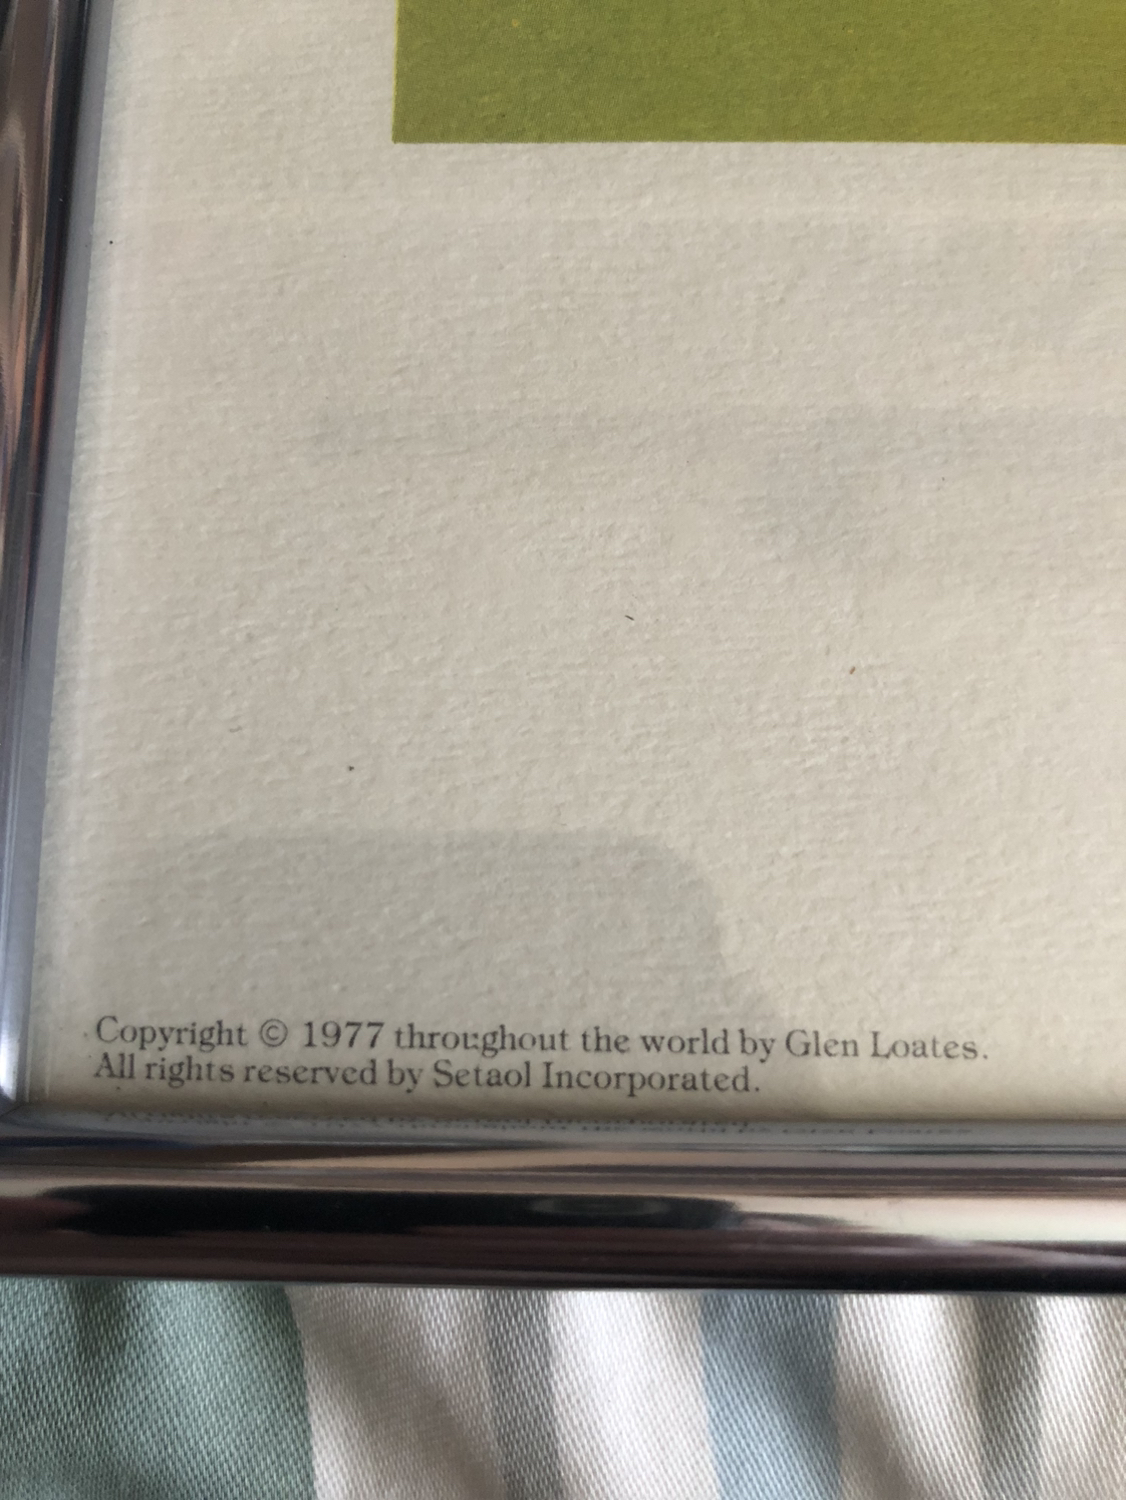 Copyright © 1977 throughout the world by Glen Loates.
All rights reserved by Setaol Incorporated.